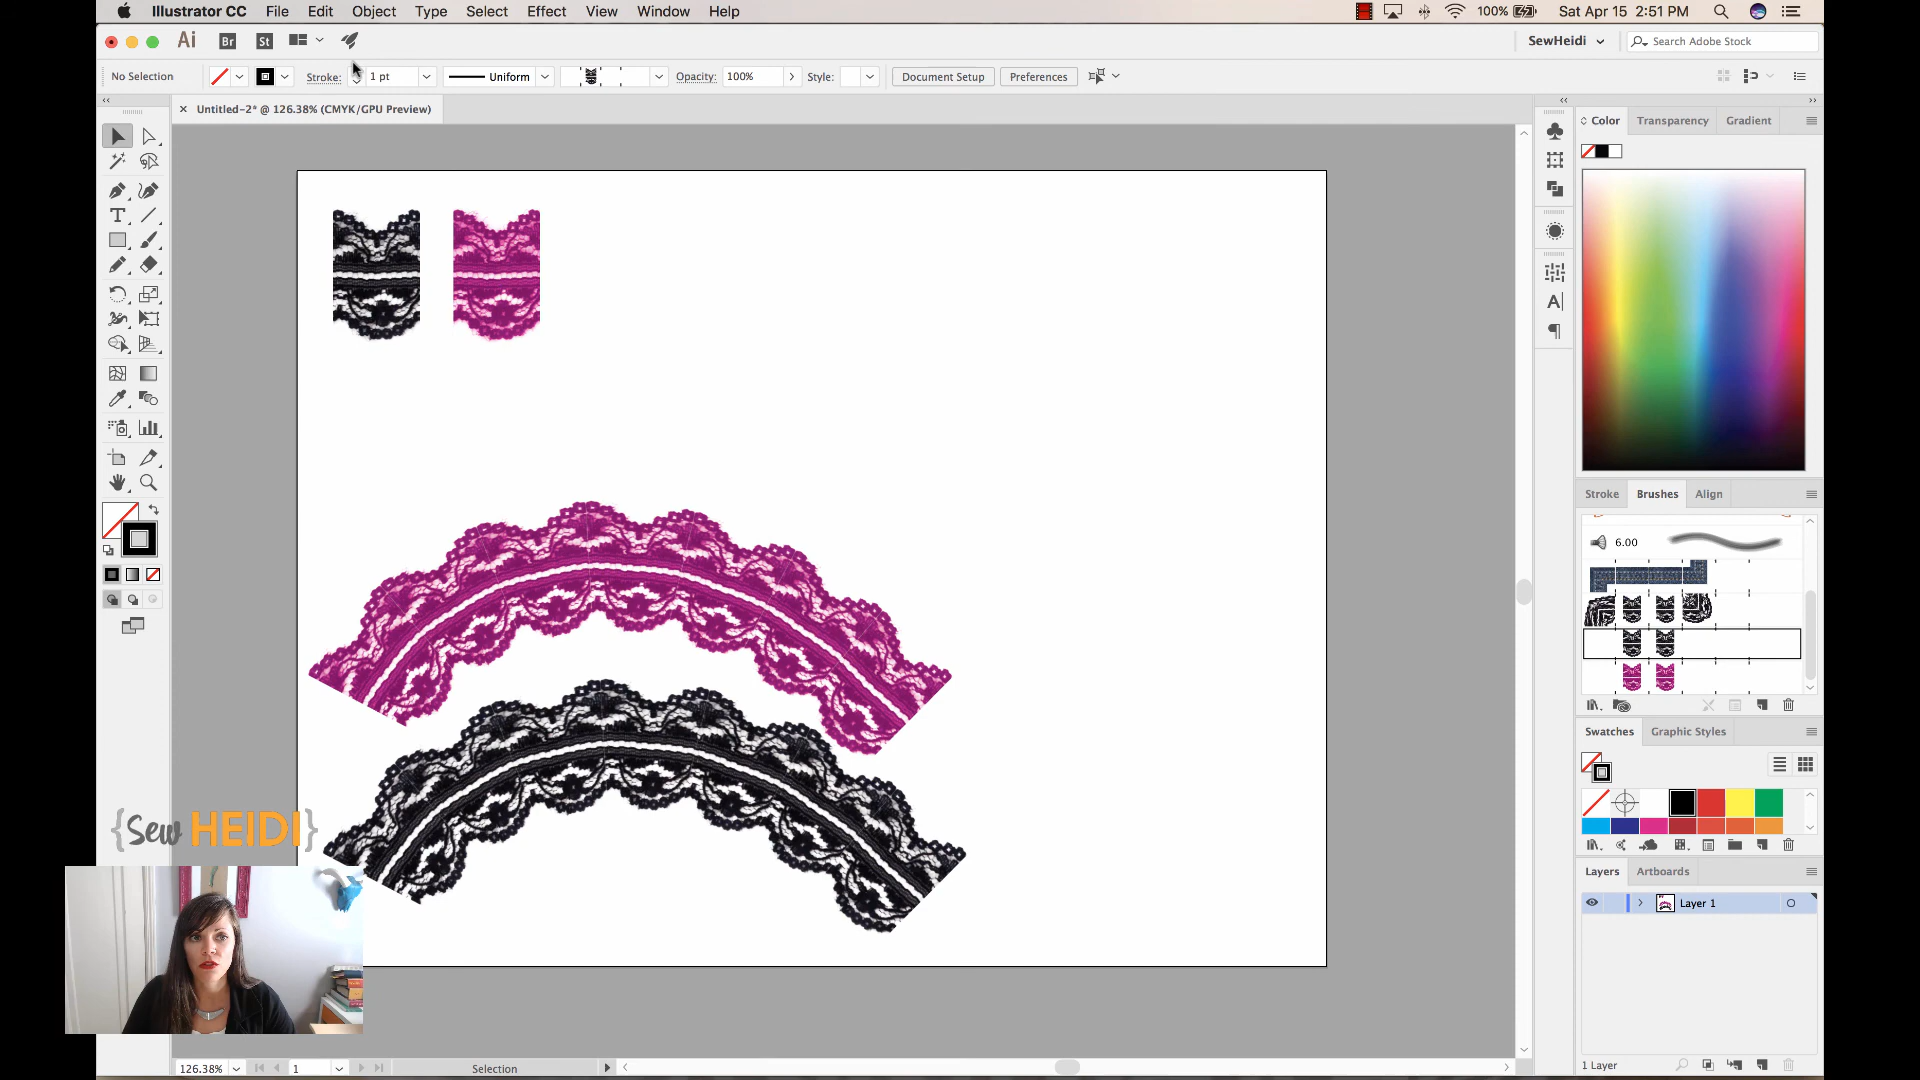 Illustrator CC File Edit Object Type Select Effect View Window Help 100% Sat Apr 15 2:51 PM
Ai Br St SewHeidi Search Adobe Stock
No Selection Stroke: 1 pt Uniform Opacity: 100% Style: Document Setup Preferences
Untitled-2* @ 126.38% (CMYK/GPU Preview)
Color Transparency Gradient
Stroke Brushes Align
6.00
Swatches Graphic Styles
{Sew HEIDI}
Layers Artboards
Layer 1
126.38% 1 Selection
1 Layer